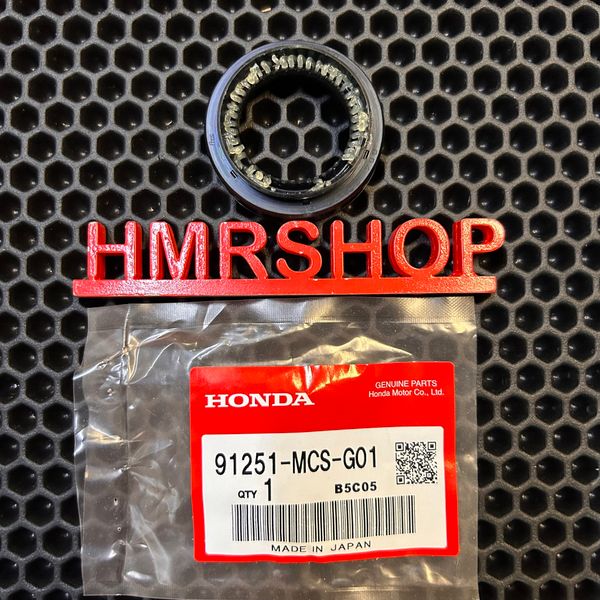 HMRSHOP
HONDA
GENUINE PARTS
Honda Motor Co., Ltd.
91251-MCS-G01
QTY 1 B5C05
MADE IN JAPAN